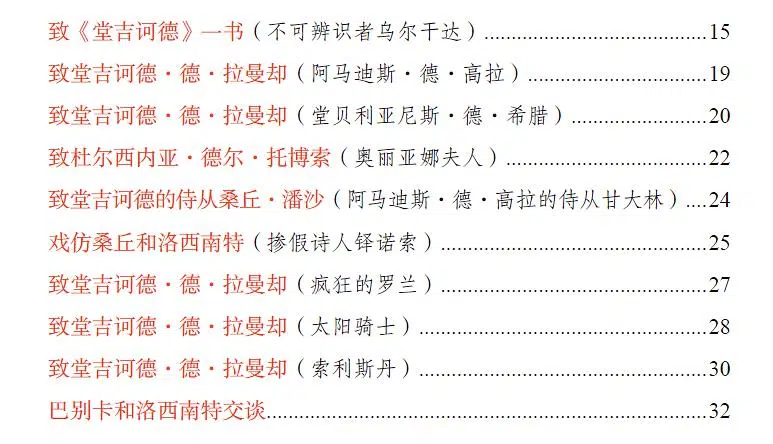 致《堂吉诃德》一书（不可辨识者乌尔干达）........................15
致堂吉诃德·德·拉曼却（阿马迪斯·德·高拉）....................19
致堂吉诃德·德·拉曼却（堂贝利亚尼斯·德·希腊）..............20
致杜尔西内亚·德尔·托博索（奥丽亚娜夫人）......................22
致堂吉诃德的侍从桑丘·潘沙（阿马迪斯·德·高拉的侍从甘大林）....24
戏仿桑丘和洛西南特（掺假诗人铎诺索）..............................25
致堂吉诃德·德·拉曼却（疯狂的罗兰）................................27
致堂吉诃德·德·拉曼却（太阳骑士）....................................28
致堂吉诃德·德·拉曼却（索利斯丹）....................................30
巴别卡和洛西南特交谈..........................................................32